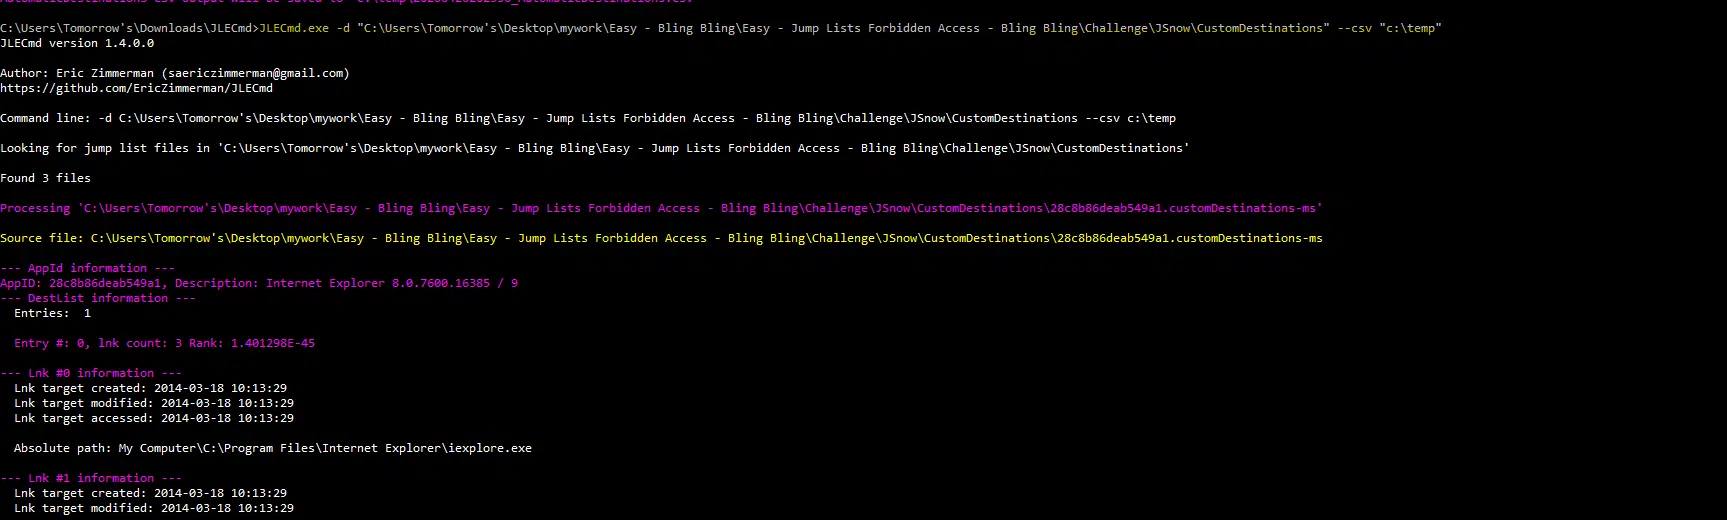 C:\Users\Tomorrow's\Downloads\JLECmd>JLECmd.exe -d "C:\Users\Tomorrow's\Desktop\mywork\Easy - Bling Bling\Easy - Jump Lists Forbidden Access - Bling Bling\Challenge\JSnow\CustomDestinations" --csv "c:\temp"
JLECmd version 1.4.0.0
Author: Eric Zimmerman (saericzimmerman@gmail.com)
https://github.com/EricZimmerman/JLECmd
Command line: -d C:\Users\Tomorrow's\Desktop\mywork\Easy - Bling Bling\Easy - Jump Lists Forbidden Access - Bling Bling\Challenge\JSnow\CustomDestinations --csv c:\temp
Looking for jump list files in 'C:\Users\Tomorrow's\Desktop\mywork\Easy - Bling Bling\Easy - Jump Lists Forbidden Access - Bling Bling\Challenge\JSnow\CustomDestinations'
Found 3 files
Processing 'C:\Users\Tomorrow's\Desktop\mywork\Easy - Bling Bling\Easy - Jump Lists Forbidden Access - Bling Bling\Challenge\JSnow\CustomDestinations\28c8b86deab549a1.customDestinations-ms'
Source file: C:\Users\Tomorrow's\Desktop\mywork\Easy - Bling Bling\Easy - Jump Lists Forbidden Access - Bling Bling\Challenge\JSnow\CustomDestinations\28c8b86deab549a1.customDestinations-ms
--- AppId information ---
AppID: 28c8b86deab549a1, Description: Internet Explorer 8.0.7600.16385 / 9
--- DestList information ---
Entries:  1
Entry #: 0, lnk count: 3 Rank: 1.401298E-45
--- Lnk #0 information ---
Lnk target created: 2014-03-18 10:13:29
Lnk target modified: 2014-03-18 10:13:29
Lnk target accessed: 2014-03-18 10:13:29
Absolute path: My Computer\C:\Program Files\Internet Explorer\iexplore.exe
--- Lnk #1 information ---
Lnk target created: 2014-03-18 10:13:29
Lnk target modified: 2014-03-18 10:13:29